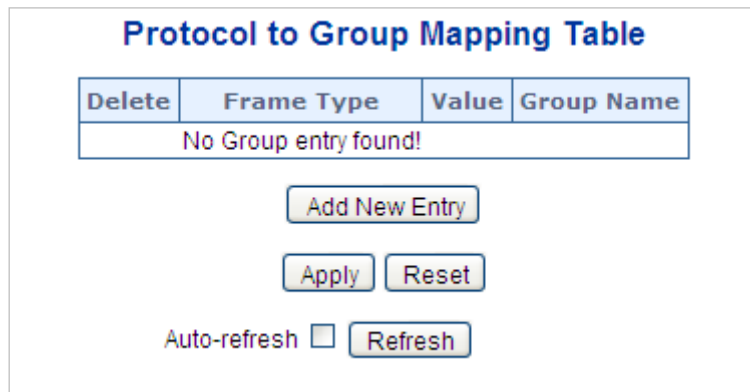 Protocol to Group Mapping Table
Delete Frame Type Value Group Name
No Group entry found!
Add New Entry
Apply Reset
Auto-refresh Refresh